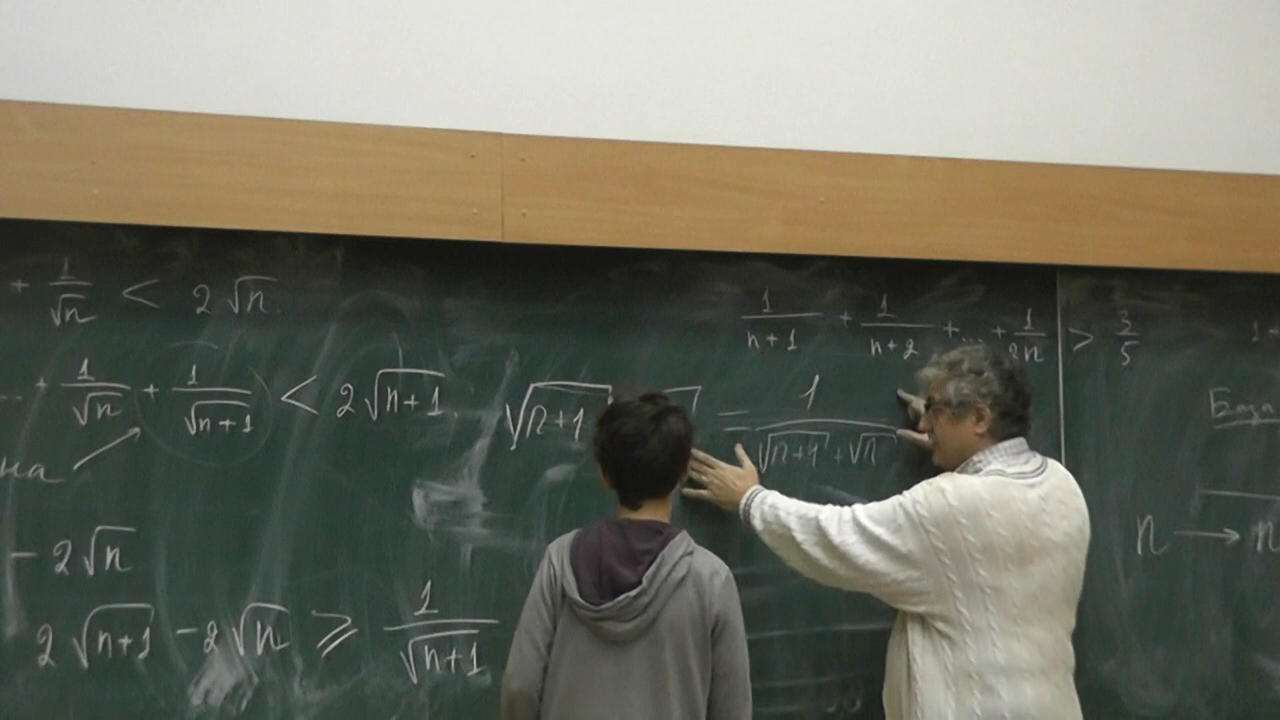 + 1/√n < 2√n
1/(n+1) + 1/(n+2) + ... + 1/2n > 3/5
... + 1/√n + 1/√(n+1) < 2√(n+1)
√(n+1) = 1/(√(n+1) + √n)
База
на
n → n
- 2√n
2√(n+1) - 2√n ⩾ 1/√(n+1)